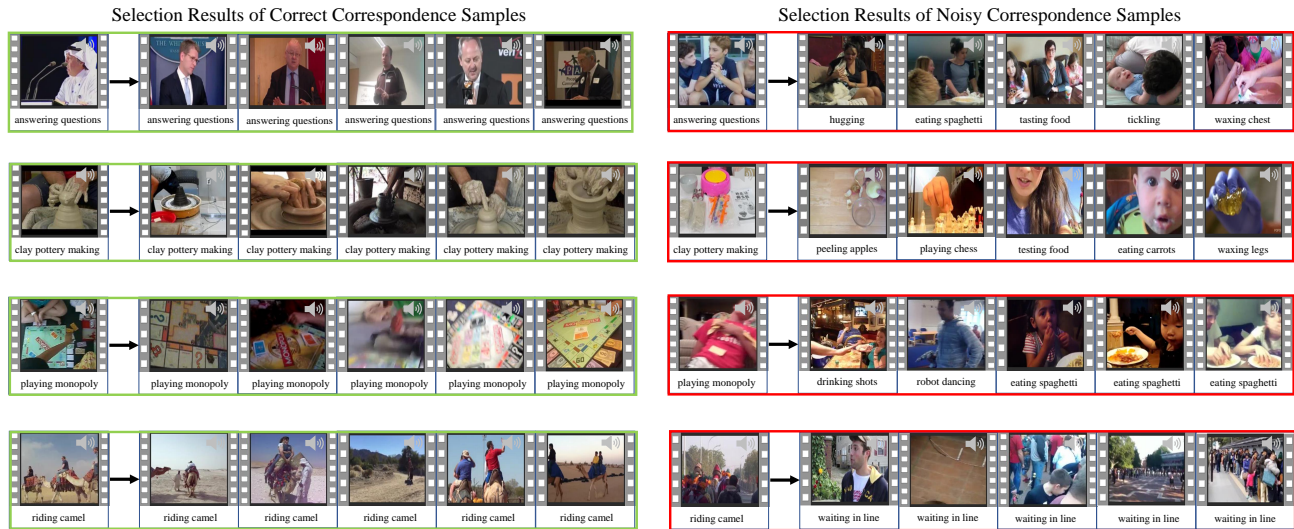 Selection Results of Correct Correspondence Samples
answering questions answering questions answering questions answering questions answering questions answering questions
clay pottery making clay pottery making clay pottery making clay pottery making clay pottery making clay pottery making
playing monopoly playing monopoly playing monopoly playing monopoly playing monopoly playing monopoly
riding camel riding camel riding camel riding camel riding camel riding camel
Selection Results of Noisy Correspondence Samples
answering questions hugging eating spaghetti tasting food tickling waxing chest
clay pottery making peeling apples playing chess testing food eating carrots waxing legs
playing monopoly drinking shots robot dancing eating spaghetti eating spaghetti eating spaghetti
riding camel waiting in line waiting in line waiting in line waiting in line waiting in line